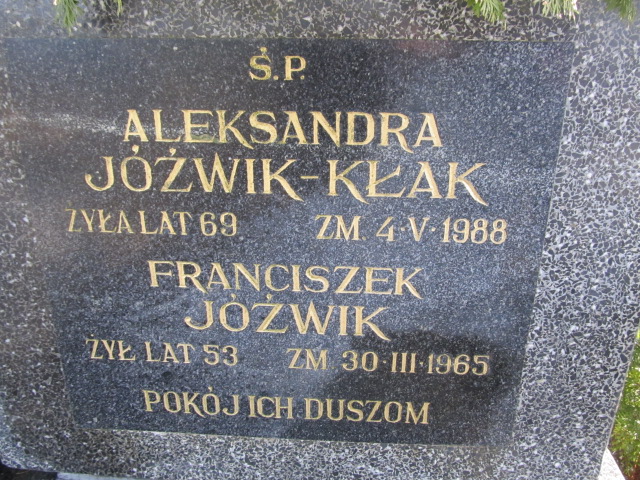 Ś.P.
ALEKSANDRA
JÓŹWIK-KŁAK
ŻYŁA LAT 69 ZM. 4·V·1988
FRANCISZEK
JÓŹWIK
ŻYŁ LAT 53 ZM 30·III·1965
POKÓJ ICH DUSZOM